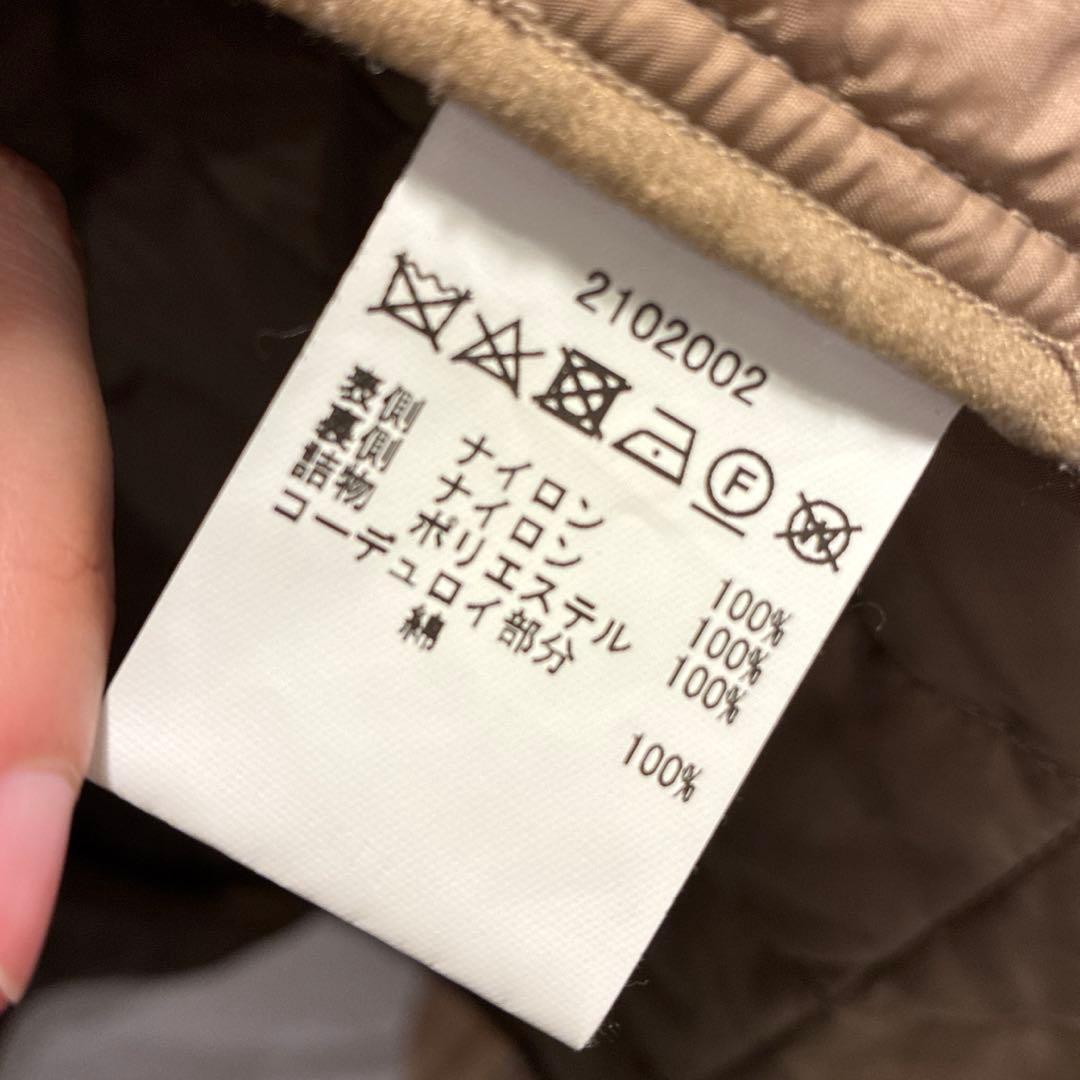 2102002
F
W
表側 ナイロン 100%
裏側 ナイロン 100%
詰物 ポリエステル 100%
コーデュロイ部分
綿 100%